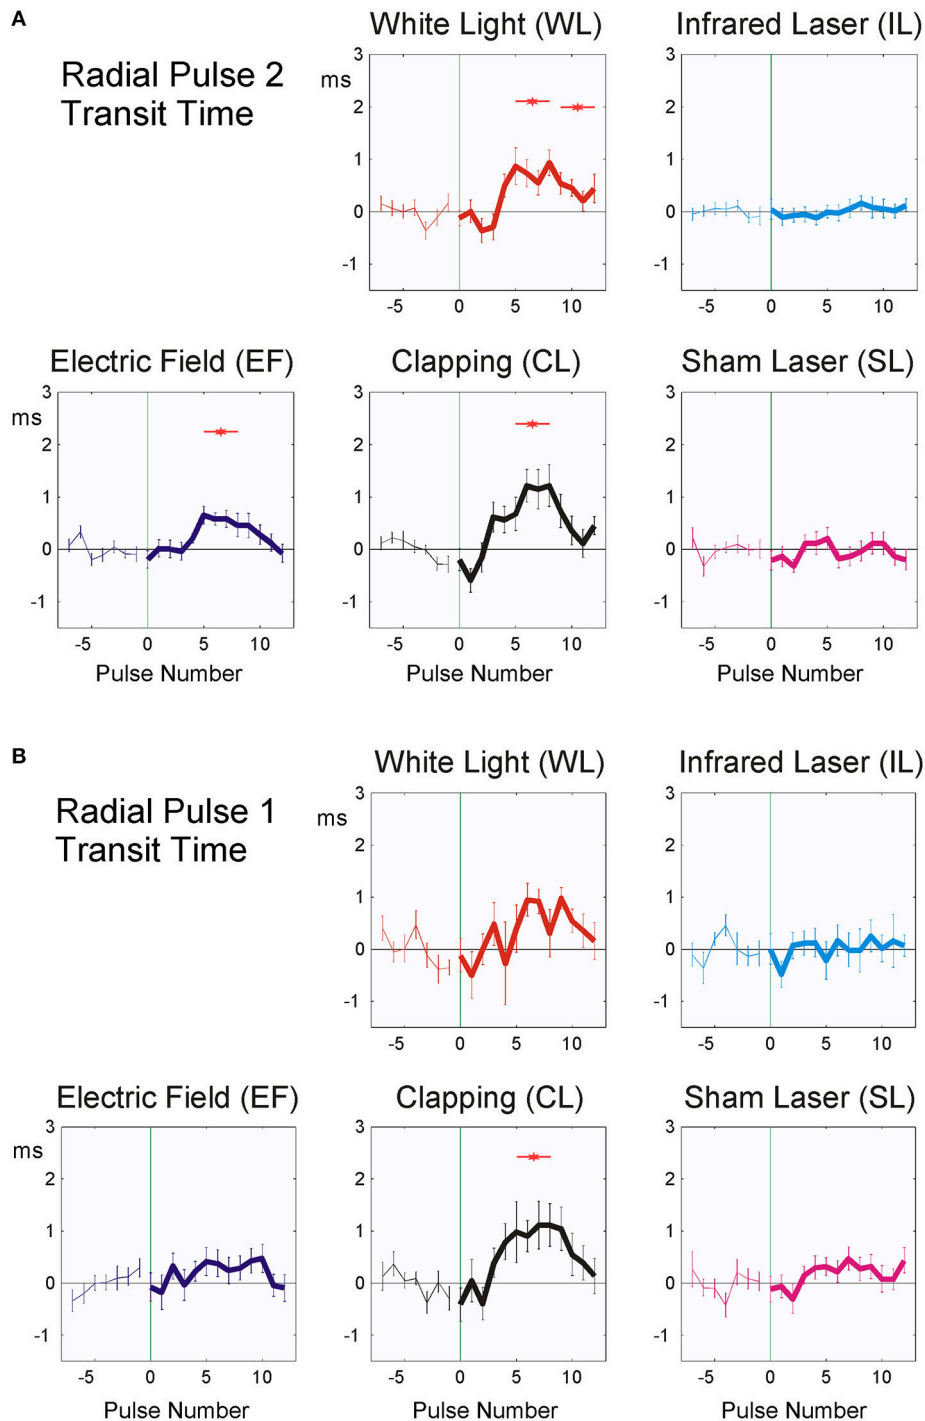 A
White Light (WL)
Infrared Laser (IL)
Radial Pulse 2
Transit Time
ms
3
2
1
0
-1
-5 0 5 10
3
2
1
0
-1
-5 0 5 10
Electric Field (EF)
Clapping (CL)
Sham Laser (SL)
ms
3
2
1
0
-1
-5 0 5 10
Pulse Number
3
2
1
0
-1
-5 0 5 10
Pulse Number
3
2
1
0
-1
-5 0 5 10
Pulse Number
B
White Light (WL)
Infrared Laser (IL)
Radial Pulse 1
Transit Time
ms
3
2
1
0
-1
-5 0 5 10
3
2
1
0
-1
-5 0 5 10
Electric Field (EF)
Clapping (CL)
Sham Laser (SL)
ms
3
2
1
0
-1
-5 0 5 10
Pulse Number
3
2
1
0
-1
-5 0 5 10
Pulse Number
3
2
1
0
-1
-5 0 5 10
Pulse Number